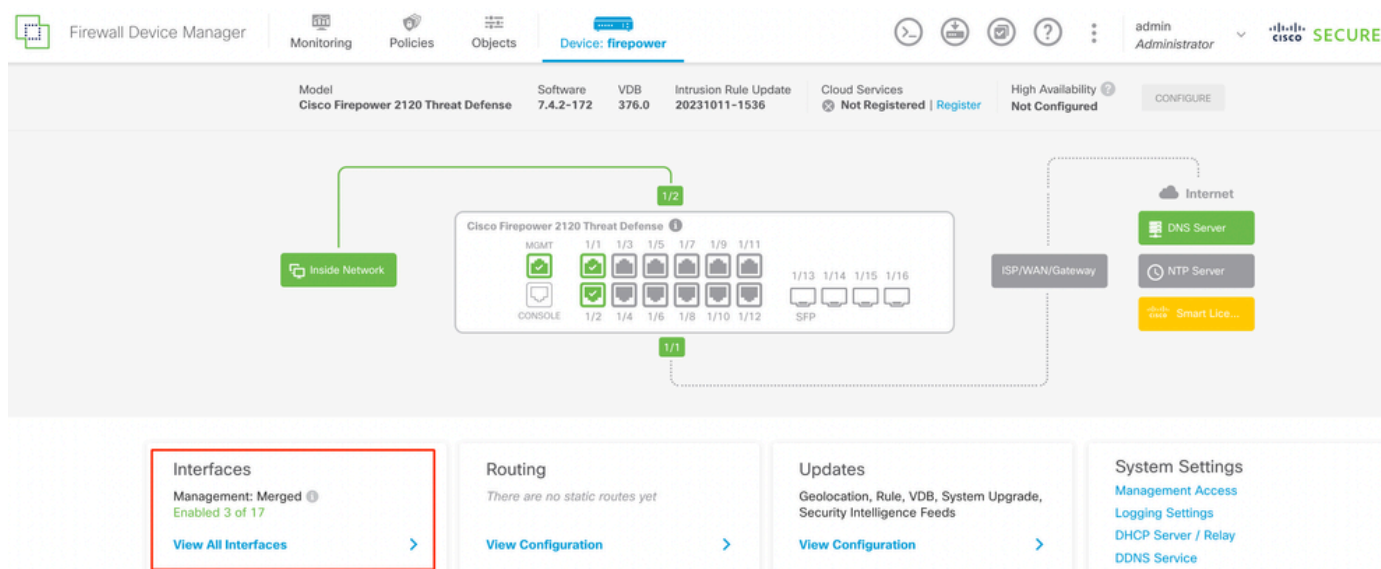 Firewall Device Manager
Monitoring
Policies
Objects
Device: firepower
admin
Administrator
cisco SECURE
Model
Cisco Firepower 2120 Threat Defense
Software
7.4.2-172
VDB
376.0
Intrusion Rule Update
20231011-1536
Cloud Services
Not Registered | Register
High Availability
Not Configured
CONFIGURE
1/2
Internet
Cisco Firepower 2120 Threat Defense
DNS Server
MGMT 1/1 1/3 1/5 1/7 1/9 1/11
Inside Network
1/13 1/14 1/15 1/16
ISP/WAN/Gateway
NTP Server
CONSOLE 1/2 1/4 1/6 1/8 1/10 1/12 SFP
cisco Smart Lice...
1/1
Interfaces
Management: Merged
Enabled 3 of 17
View All Interfaces
Routing
There are no static routes yet
View Configuration
Updates
Geolocation, Rule, VDB, System Upgrade,
Security Intelligence Feeds
View Configuration
System Settings
Management Access
Logging Settings
DHCP Server / Relay
DDNS Service